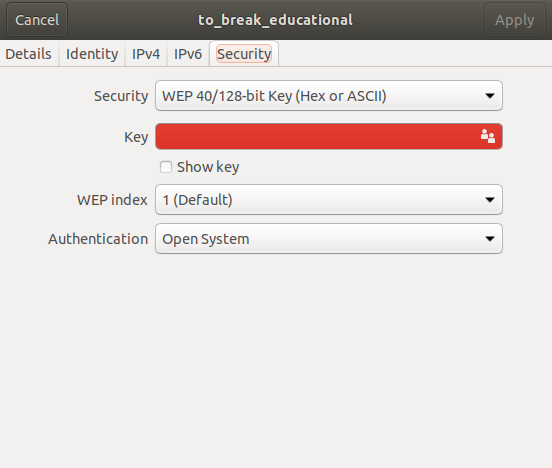 Cancel to_break_educational Apply
Details Identity IPv4 IPv6 Security
Security WEP 40/128-bit Key (Hex or ASCII)
Key
Show key
WEP index 1 (Default)
Authentication Open System